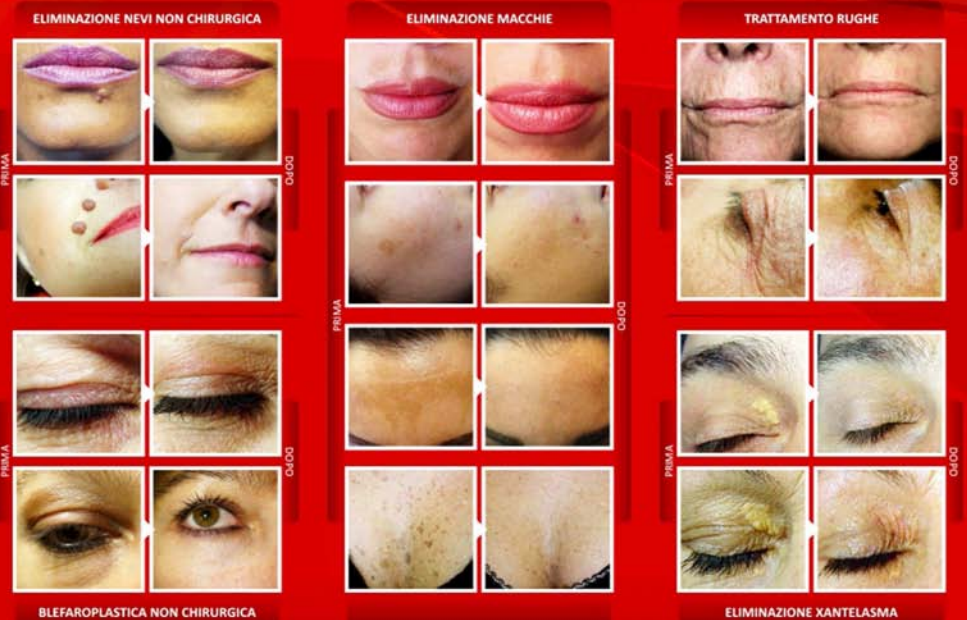 ELIMINAZIONE NEVI NON CHIRURGICA
ELIMINAZIONE MACCHIE
TRATTAMENTO RUGHE
PRIMA
DOPO
PRIMA
DOPO
PRIMA
DOPO
PRIMA
DOPO
PRIMA
DOPO
BLEFAROPLASTICA NON CHIRURGICA
ELIMINAZIONE XANTELASMA